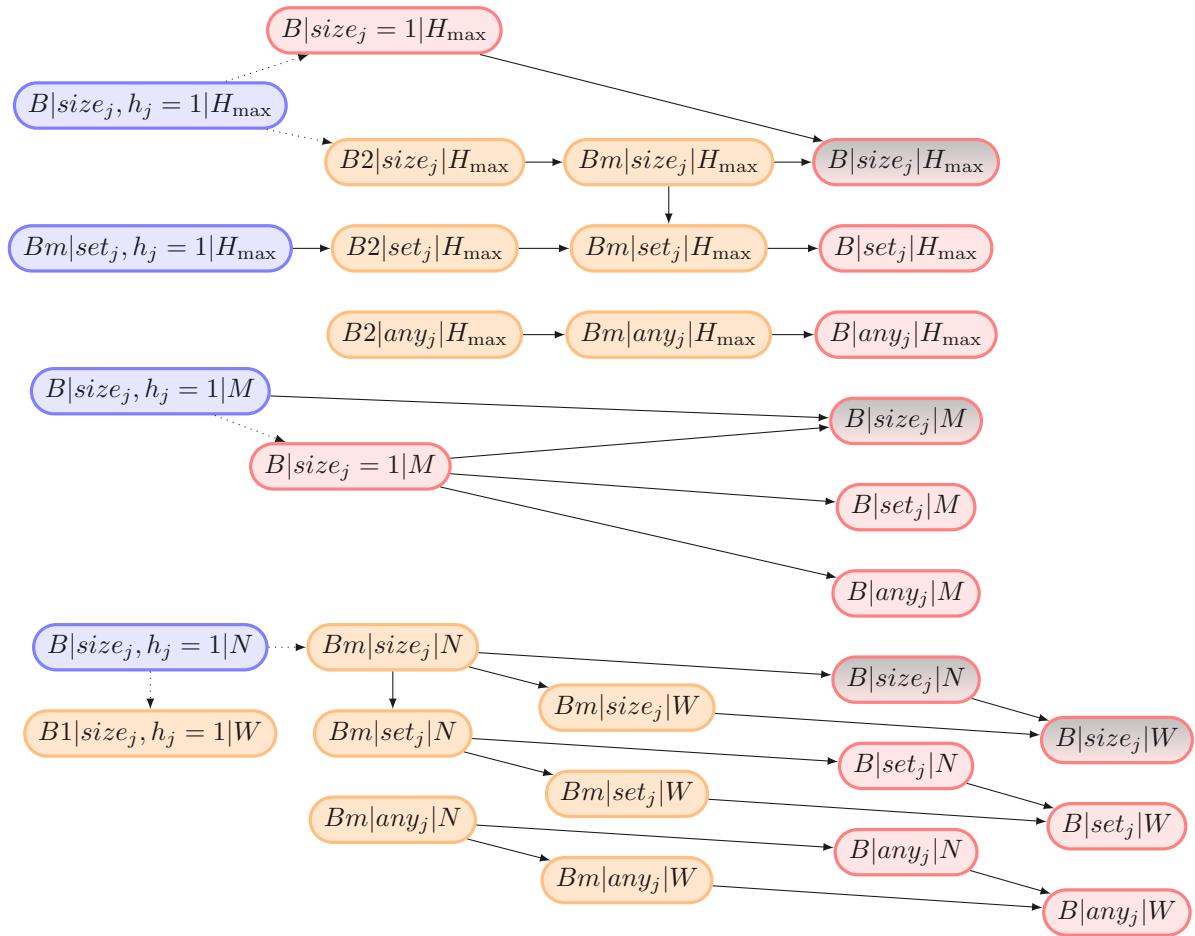 B|size_j = 1|H_max
B|size_j, h_j = 1|H_max
B2|size_j|H_max
Bm|size_j|H_max
B|size_j|H_max
Bm|set_j, h_j = 1|H_max
B2|set_j|H_max
Bm|set_j|H_max
B|set_j|H_max
B2|any_j|H_max
Bm|any_j|H_max
B|any_j|H_max
B|size_j, h_j = 1|M
B|size_j|M
B|size_j = 1|M
B|set_j|M
B|any_j|M
B|size_j, h_j = 1|N
Bm|size_j|N
B|size_j|N
Bm|size_j|W
B1|size_j, h_j = 1|W
Bm|set_j|N
B|size_j|W
B|set_j|N
Bm|set_j|W
Bm|any_j|N
B|set_j|W
B|any_j|N
Bm|any_j|W
B|any_j|W